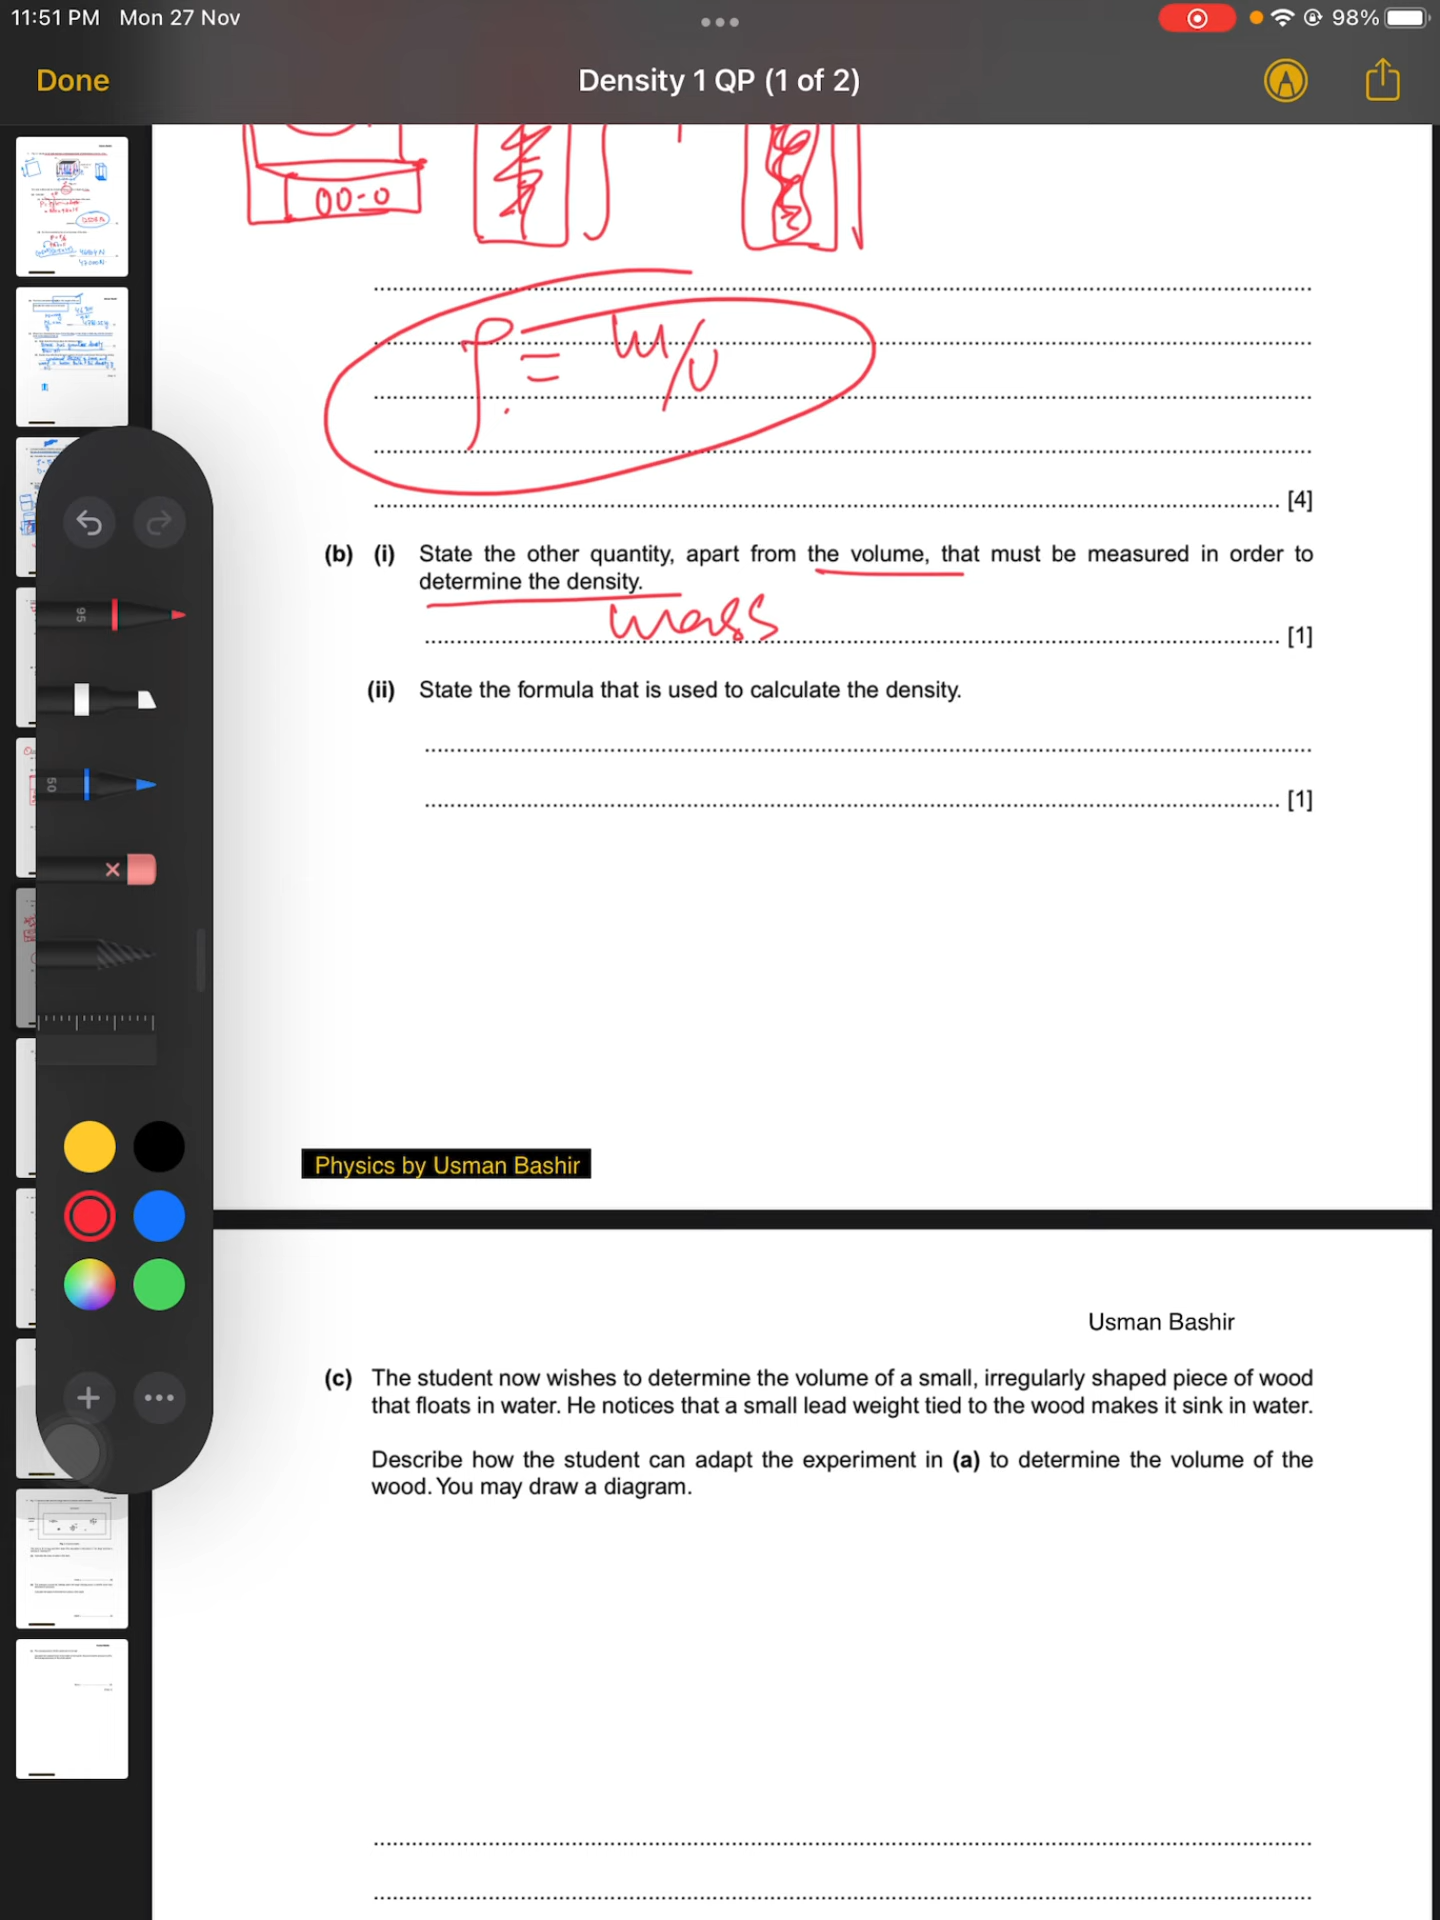 11:51 PM Mon 27 Nov
98%
Done
Density 1 QP (1 of 2)
00-0
ρ = m/v
[4]
(b) (i) State the other quantity, apart from the volume, that must be measured in order to
determine the density.
mass
[1]
(ii) State the formula that is used to calculate the density.
[1]
95
50
Physics by Usman Bashir
Usman Bashir
(c) The student now wishes to determine the volume of a small, irregularly shaped piece of wood
that floats in water. He notices that a small lead weight tied to the wood makes it sink in water.
Describe how the student can adapt the experiment in (a) to determine the volume of the
wood. You may draw a diagram.